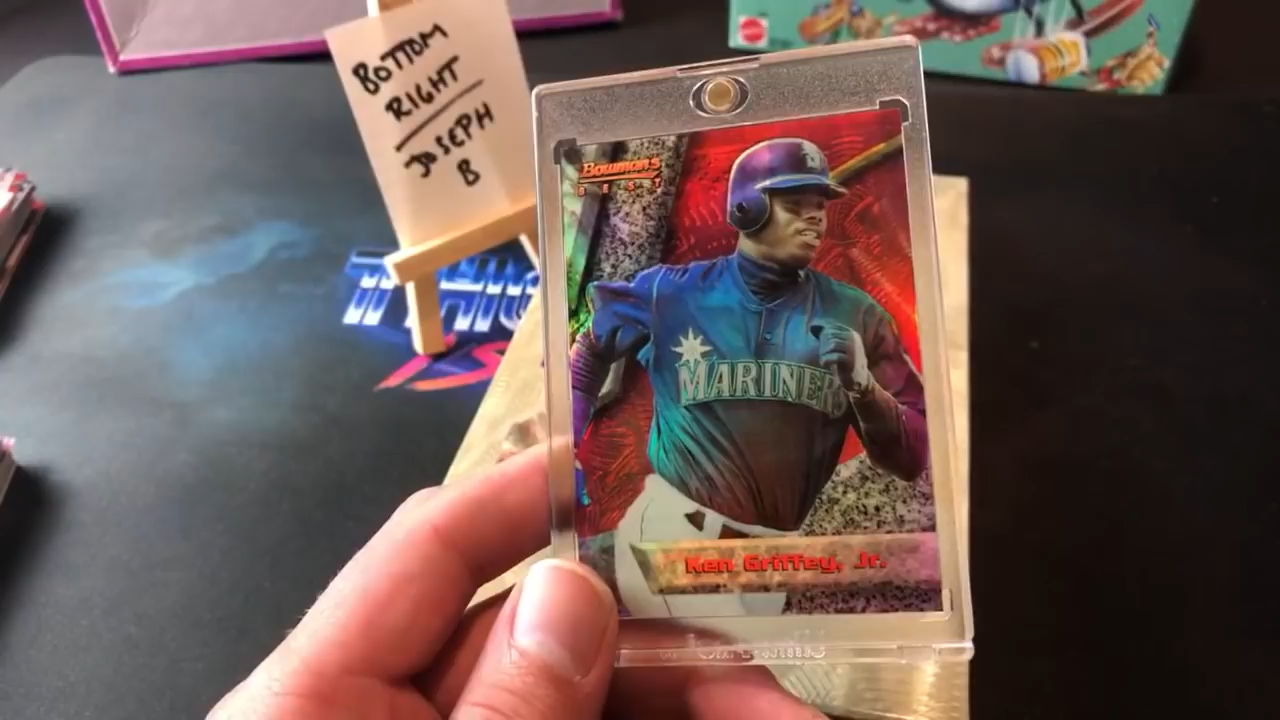 BOTTOM
RIGHT
JOSEPH
B
Bowman's
BEST
MARINERS
Ken Griffey, Jr.